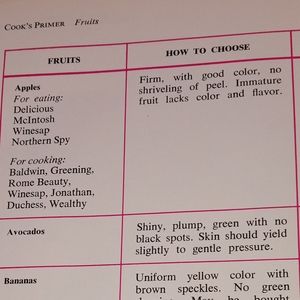 COOK'S PRIMER Fruits
FRUITS
HOW TO CHOOSE
Apples
For eating:
Delicious
McIntosh
Winesap
Northern Spy
For cooking:
Baldwin, Greening,
Rome Beauty,
Winesap, Jonathan,
Duchess, Wealthy
Firm, with good color, no
shriveling of peel. Immature
fruit lacks color and flavor.
Avocados
Shiny, plump, green with no
black spots. Skin should yield
slightly to gentle pressure.
Bananas
Uniform yellow color with
brown speckles. No green
May be bought